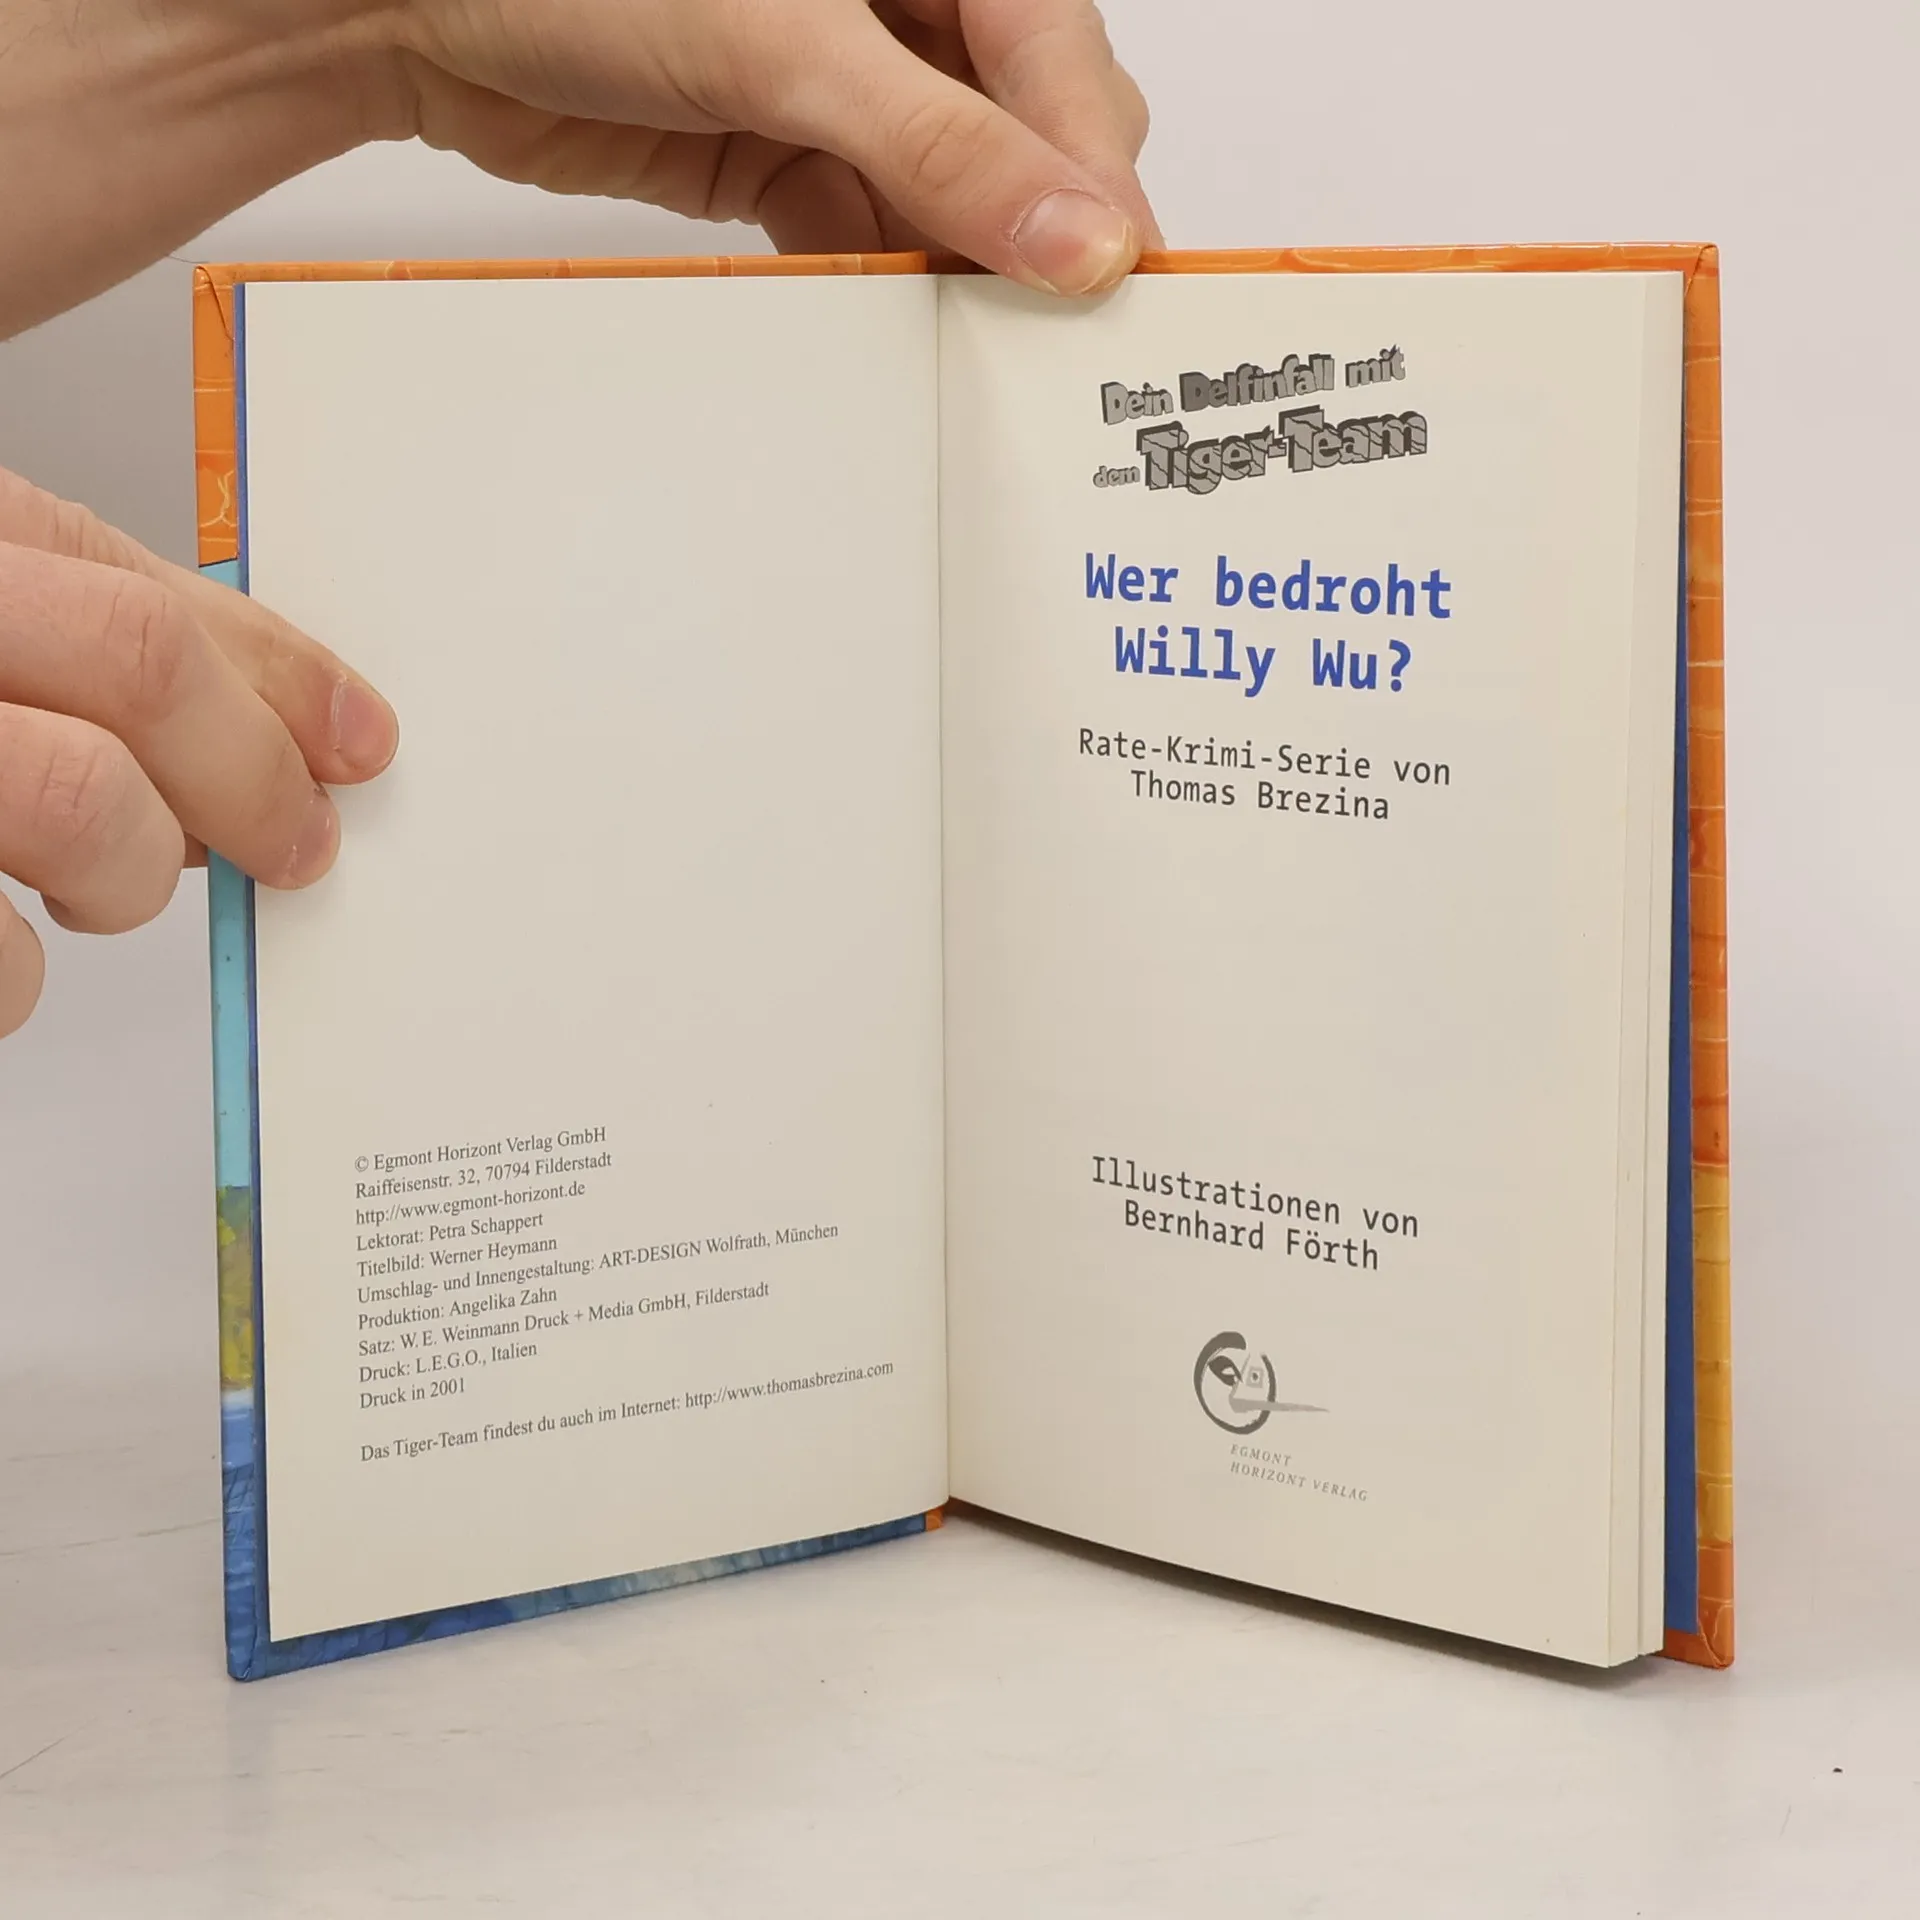 © Egmont Horizont Verlag GmbH
Raiffeisenstr. 32, 70794 Filderstadt
http://www.egmont-horizont.de
Lektorat: Petra Schappert
Titelbild: Werner Heymann
Umschlag- und Innengestaltung: ART-DESIGN Wolfrath, München
Produktion: Angelika Zahn
Satz: W. E. Weinmann Druck + Media GmbH, Filderstadt
Druck: L.E.G.O., Italien
Druck in 2001
Das Tiger-Team findest du auch im Internet: http://www.thomasbrezina.com
Dein Delfinfall mit
dem Tiger-Team
Wer bedroht
Willy Wu?
Rate-Krimi-Serie von
Thomas Brezina
Illustrationen von
Bernhard Förth
EGMONT
HORIZONT VERLAG